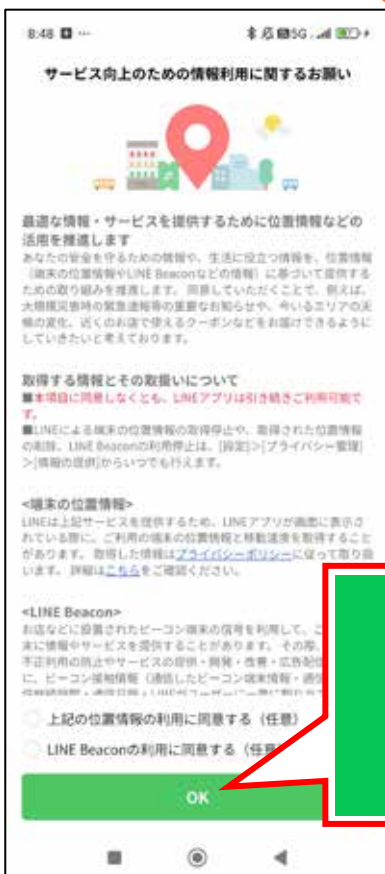 8:48
5G
サービス向上のための情報利用に関するお願い
最適な情報・サービスを提供するために位置情報などの
活用を推進します
あなたの安全を守るための情報や、生活に役立つ情報を、位置情報
（端末の位置情報やLINE Beaconなどの情報）に基づいて提供する
ための取り組みを推進します。 同意していただくことで、例えば、
大規模災害時の緊急速報等の重要なお知らせや、今いるエリアの天
候の変化、近くのお店で使えるクーポンなどをお届けできるように
していきたいと考えております。
取得する情報とその取扱いについて
■本項目に同意しなくとも、LINEアプリは引き続きご利用可能で
す。
■LINEによる端末の位置情報の取得停止や、取得された位置情報
の削除、LINE Beaconの利用停止は、[設定]>[プライバシー管理]
>[情報の提供]からいつでも行えます。
<端末の位置情報>
LINEは上記サービスを提供するため、LINEアプリが画面に表示さ
れている際に、ご利用の端末の位置情報と移動速度を取得すること
があります。 取得した情報はプライバシーポリシーに従って取り扱
います。 詳細はこちらをご確認ください。
<LINE Beacon>
お店などに設置されたビーコン端末の信号を利用して、ご
末に情報やサービスを提供することがあります。 その際、
不正利用の防止やサービスの提供・開発・改善・広告配信
に、ビーコン接触情報（通信したビーコン端末情報・通信
上記の位置情報の利用に同意する（任意）
LINE Beaconの利用に同意する（任意
OK